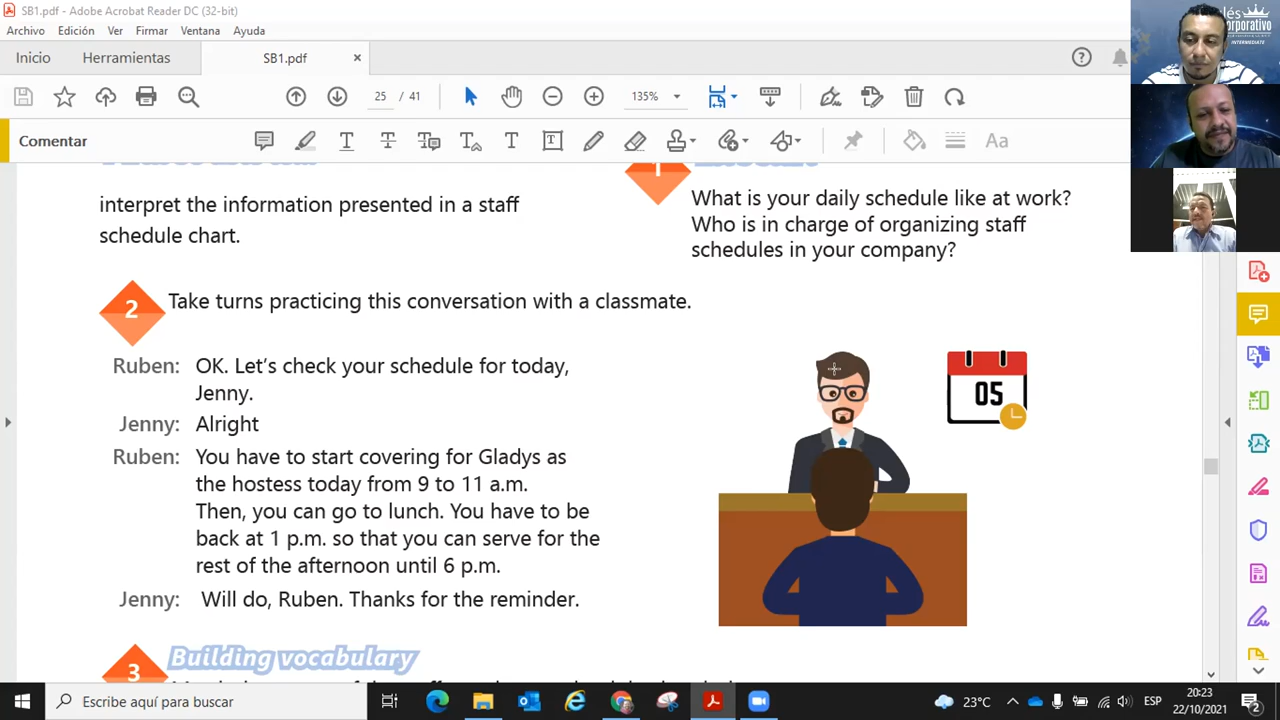 SB1.pdf - Adobe Acrobat Reader DC (32-bit)
Archivo Edición Ver Firmar Ventana Ayuda
Inicio Herramientas SB1.pdf ×
25 / 41 135%
Comentar
INTERMEDIATE
interpret the information presented in a staff
schedule chart.
1
What is your daily schedule like at work?
Who is in charge of organizing staff
schedules in your company?
2 Take turns practicing this conversation with a classmate.
Ruben: OK. Let's check your schedule for today,
Jenny.
Jenny: Alright
Ruben: You have to start covering for Gladys as
the hostess today from 9 to 11 a.m.
Then, you can go to lunch. You have to be
back at 1 p.m. so that you can serve for the
rest of the afternoon until 6 p.m.
Jenny: Will do, Ruben. Thanks for the reminder.
05
3 Building vocabulary
Escribe aquí para buscar
23°C ESP 20:23
22/10/2021 2